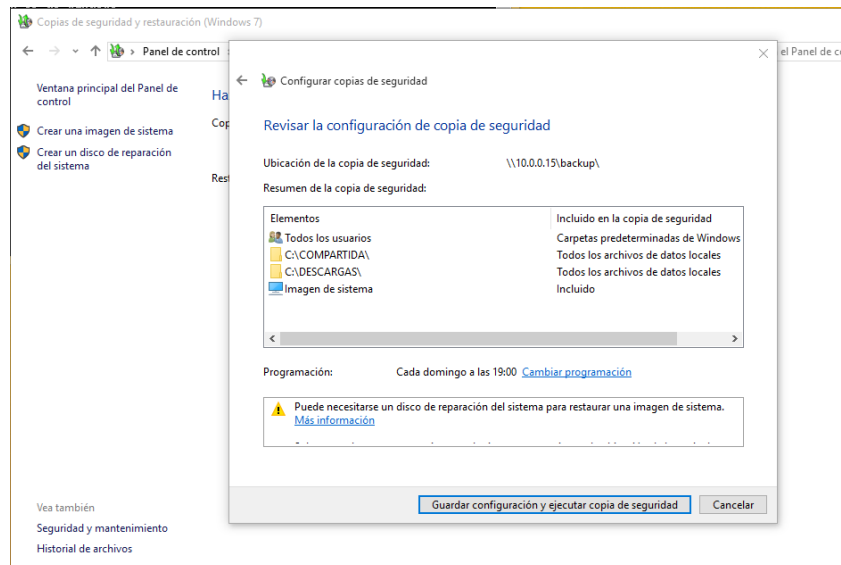 Copias de seguridad y restauración (Windows 7)
Panel de control
el Panel de
Ventana principal del Panel de
control
Crear una imagen de sistema
Crear un disco de reparación
del sistema
Configurar copias de seguridad
Revisar la configuración de copia de seguridad
Ubicación de la copia de seguridad: \\10.0.0.15\backup\
Resumen de la copia de seguridad:
Elementos Incluido en la copia de seguridad
Todos los usuarios Carpetas predeterminadas de Windows
C:\COMPARTIDA\ Todos los archivos de datos locales
C:\DESCARGAS\ Todos los archivos de datos locales
Imagen de sistema Incluido
Programación: Cada domingo a las 19:00 Cambiar programación
Puede necesitarse un disco de reparación del sistema para restaurar una imagen de sistema.
Más información
Guardar configuración y ejecutar copia de seguridad Cancelar
Vea también
Seguridad y mantenimiento
Historial de archivos